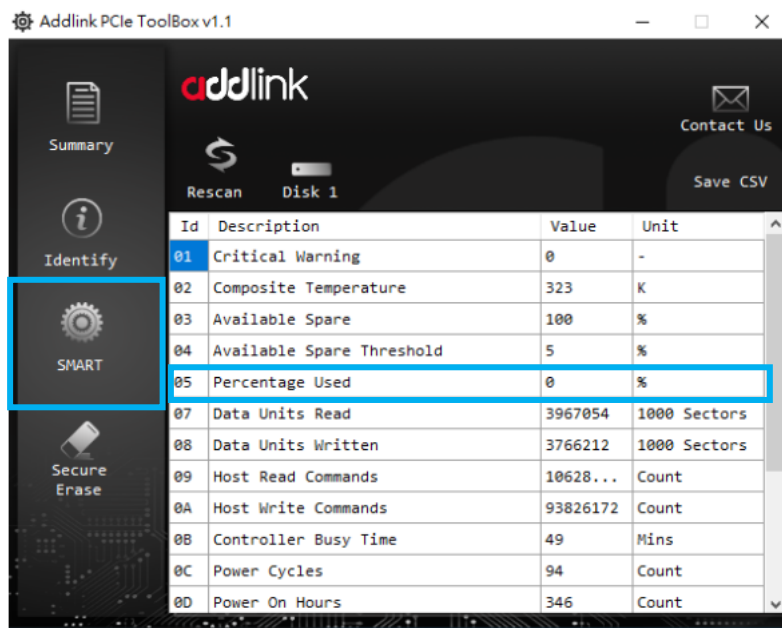 Addlink PCIe ToolBox v1.1
addlink
Contact Us
Summary
Rescan
Disk 1
Save CSV
Identify
SMART
Secure
Erase
Id Description Value Unit
01 Critical Warning 0 -
02 Composite Temperature 323 K
03 Available Spare 100 %
04 Available Spare Threshold 5 %
05 Percentage Used 0 %
07 Data Units Read 3967054 1000 Sectors
08 Data Units Written 3766212 1000 Sectors
09 Host Read Commands 10628... Count
0A Host Write Commands 93826172 Count
0B Controller Busy Time 49 Mins
0C Power Cycles 94 Count
0D Power On Hours 346 Count